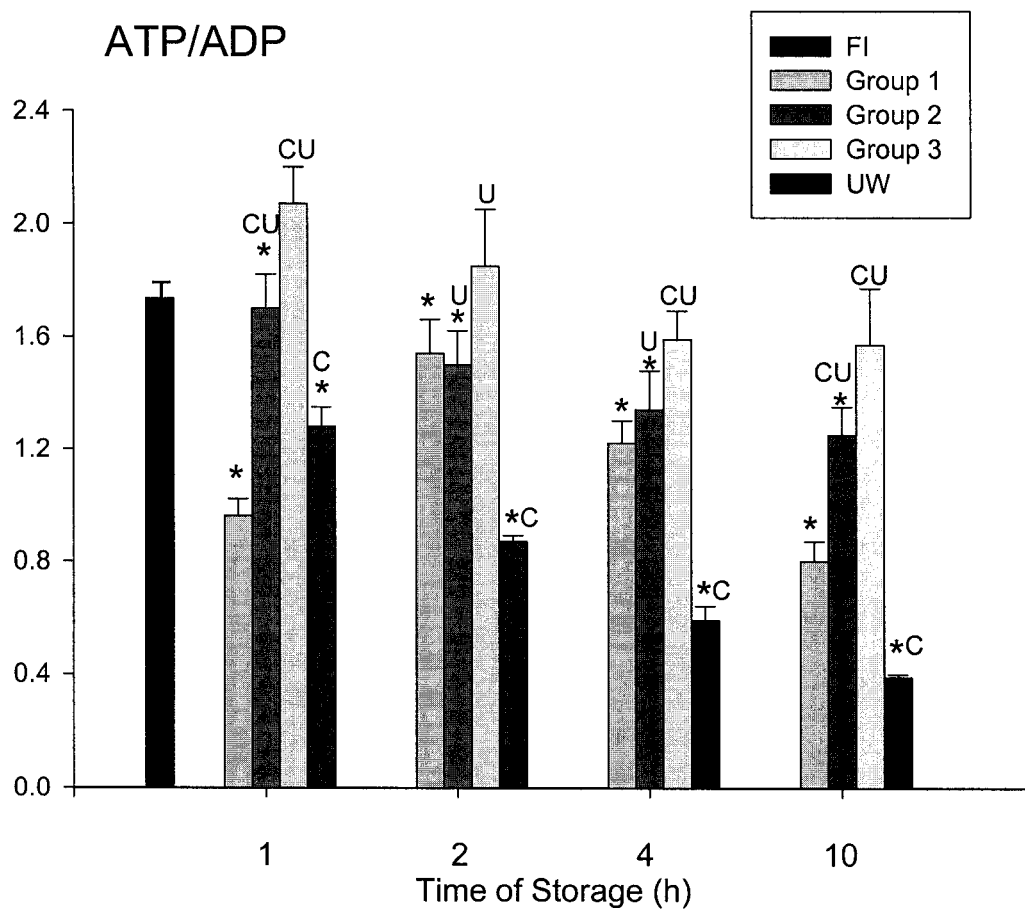 ATP/ADP
FI
Group 1
Group 2
Group 3
UW
2.4
2.0
1.6
1.2
0.8
0.4
0.0
*
CU
*
CU
C
*
*
U
*
U
*C
*
U
*
CU
*C
*
CU
*
CU
*C
1 2 4 10
Time of Storage (h)